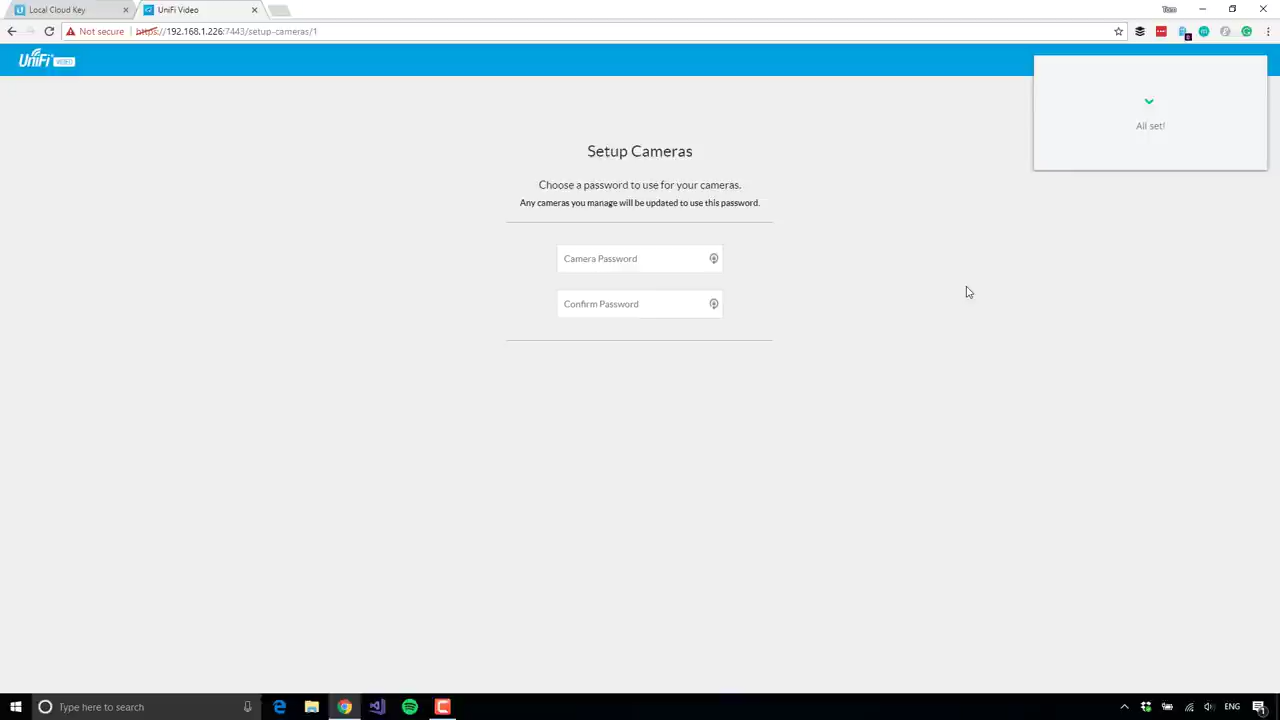 Local Cloud Key
UniFi Video
Tom
Not secure
https://192.168.1.226:7443/setup-cameras/1
UniFi VIDEO
All set!
Setup Cameras
Choose a password to use for your cameras.
Any cameras you manage will be updated to use this password.
Camera Password
Confirm Password
Type here to search
ENG